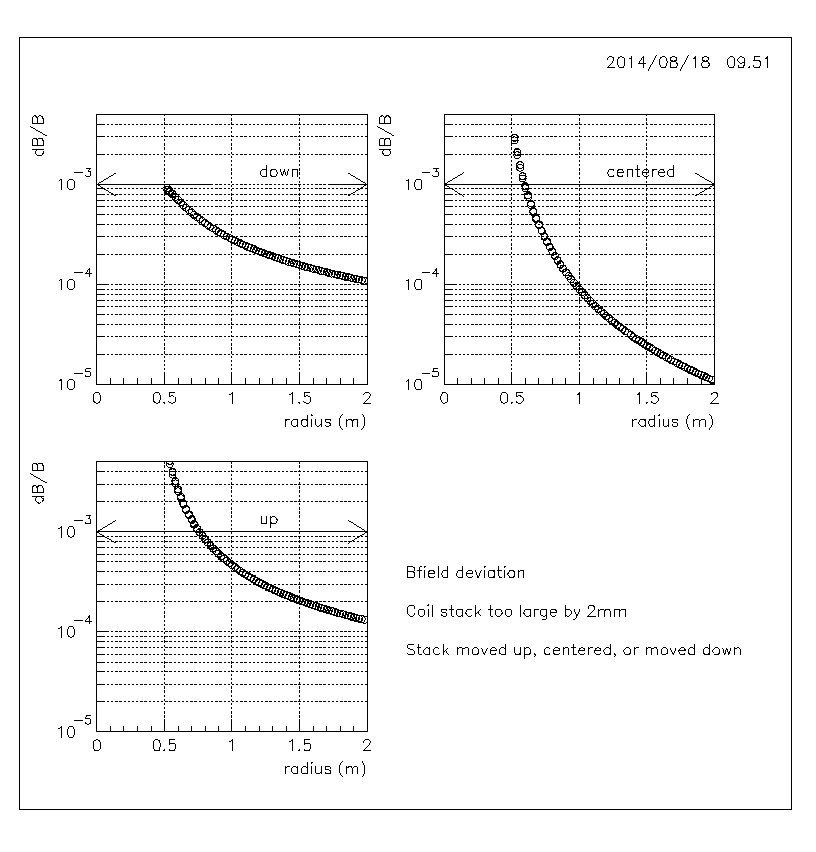 2014/08/18 09.51
dB/B
down
10-3
10-4
10-5
0 0.5 1 1.5 2
radius (m)
dB/B
centered
10-3
10-4
10-5
0 0.5 1 1.5 2
radius (m)
dB/B
up
10-3
10-4
10-5
0 0.5 1 1.5 2
radius (m)
Bfield deviation
Coil stack too large by 2mm
Stack moved up, centered, or moved down